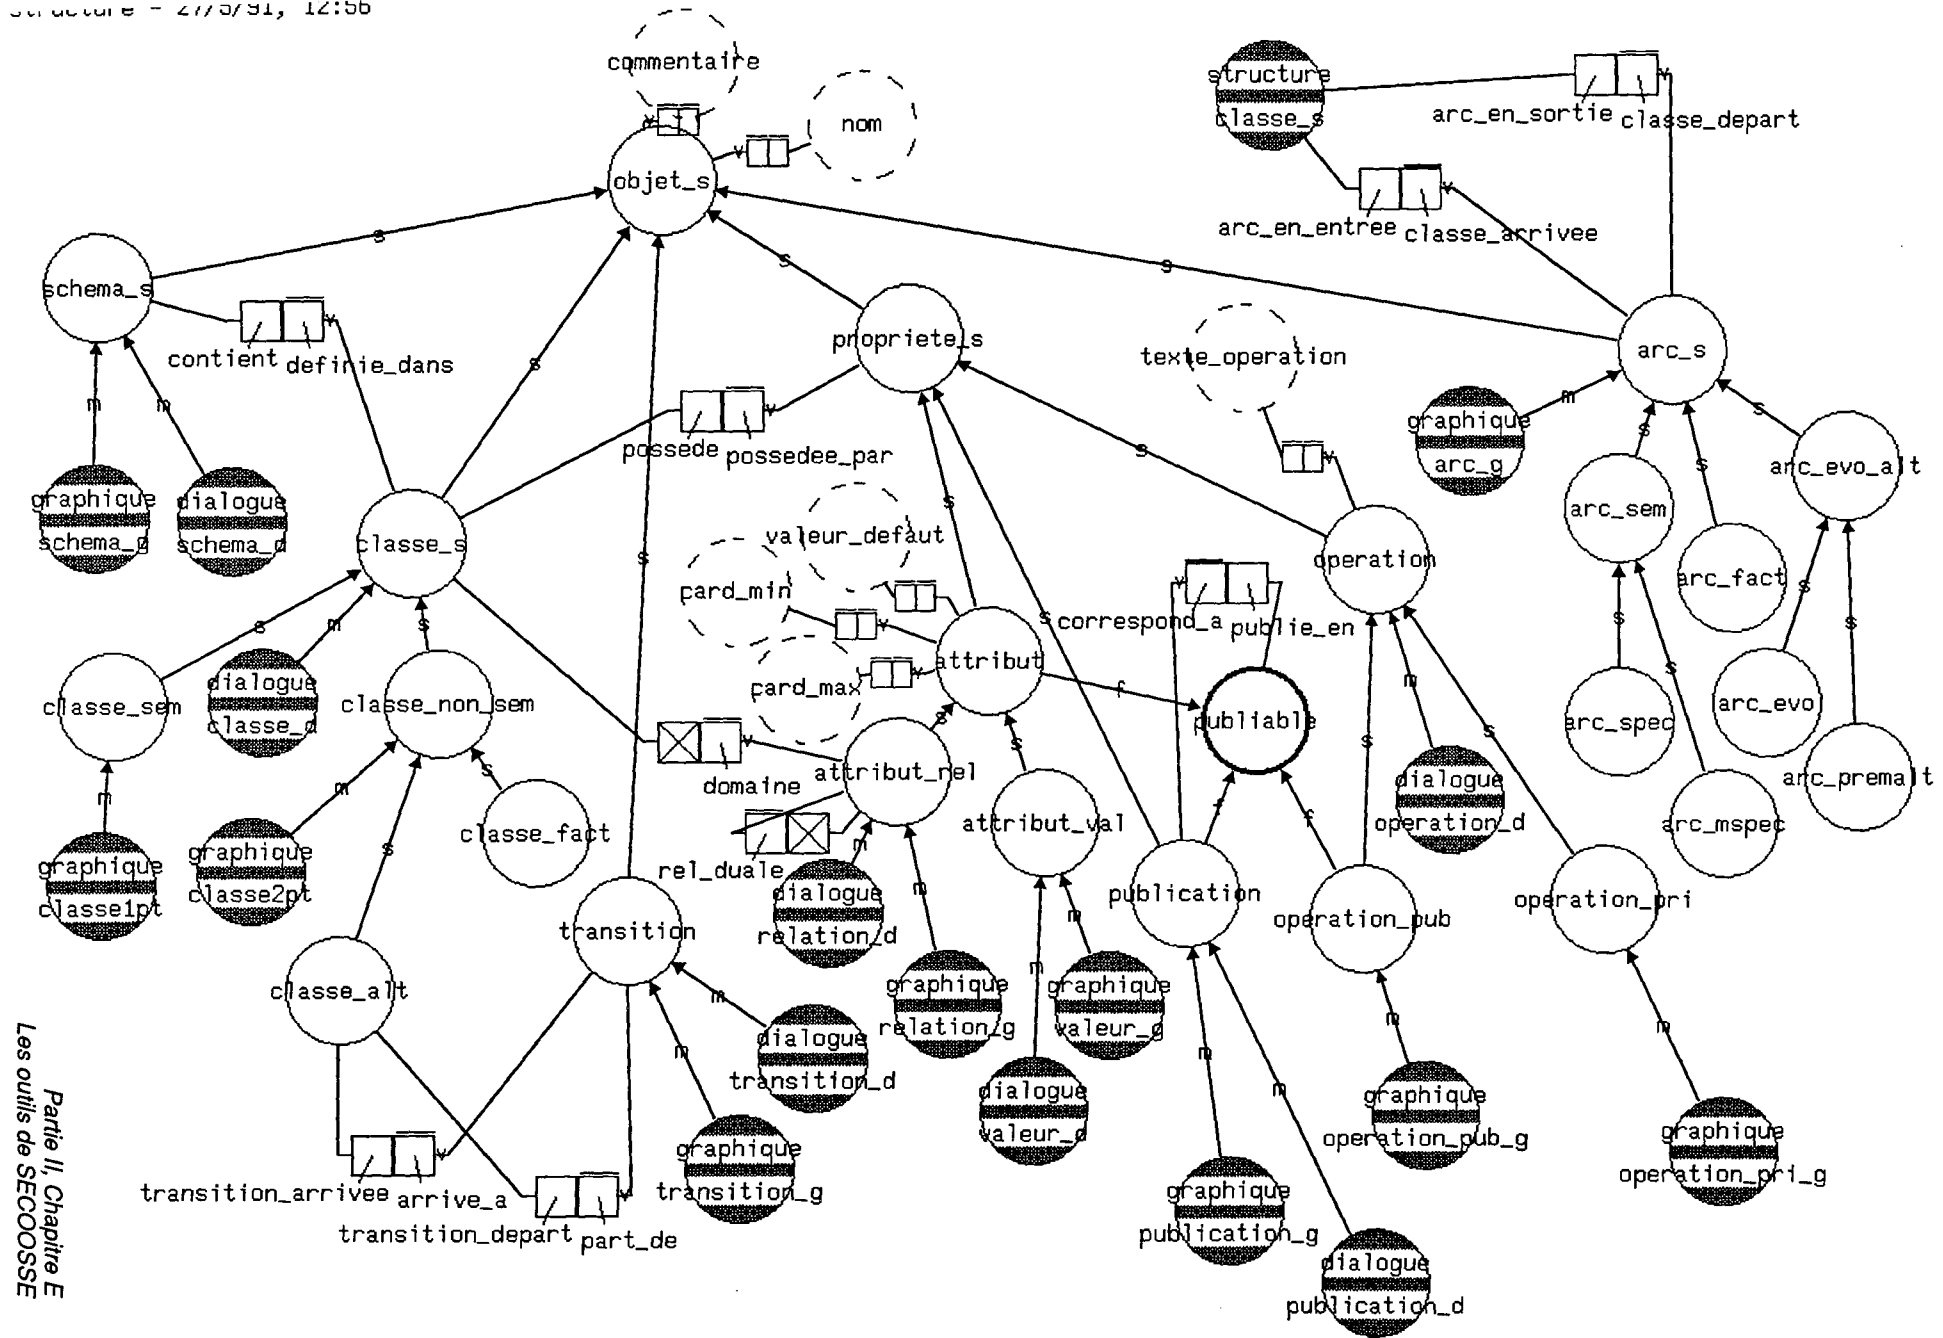 structure - 27/5/91, 12:56
commentaire
nom
structure
classe_s
arc_en_sortie
classe_depart
objet_s
arc_en_entree
classe_arrivee
s
s
s
schema_s
contient
definie_dans
propriete_s
texte_operation
arc_s
s
m
m
possede
possedee_par
s
graphique
arc_g
m
s
s
s
arc_evo_alt
graphique
schema_g
dialogue
schema_d
classe_s
valeur_defaut
s
s
operation
arc_sem
arc_fact
card_min
s
correspond_a
publie_en
s
s
s
s
m
s
attribut
card_max
f
publiable
m
s
arc_spec
arc_evo
classe_sem
dialogue
classe_d
classe_non_sem
domaine
attribut_rel
s
s
s
s
dialogue
operation_d
arc_premalt
m
m
s
s
classe_fact
rel_duale
m
attribut_val
f
f
arc_mspec
graphique
classe1pt
graphique
classe2pt
dialogue
relation_d
m
publication
operation_pub
operation_pri
transition
classe_alt
m
graphique
relation_g
m
m
graphique
valeur_g
m
m
m
m
m
dialogue
transition_d
dialogue
valeur_d
graphique
operation_pub_g
graphique
operation_pri_g
graphique
transition_g
transition_arrivee
arrive_a
transition_depart
part_de
graphique
publication_g
dialogue
publication_d
Partie II, Chapitre E
Les outils de SECOOSSE